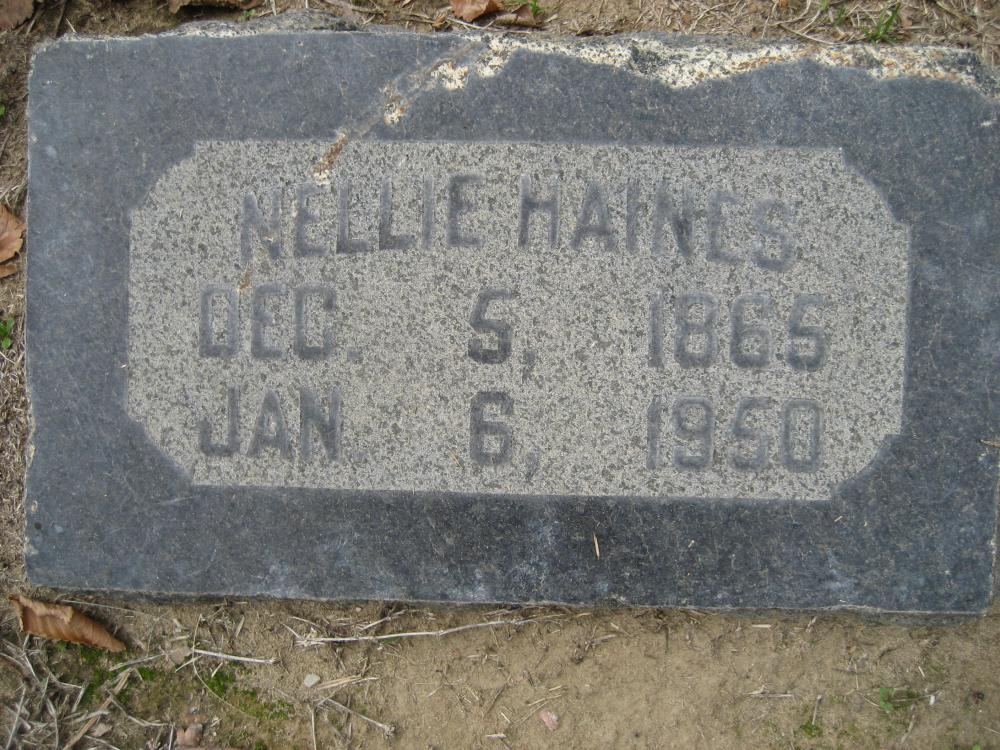 NELLIE HAINES
DEC. 5, 1865
JAN. 6, 1950